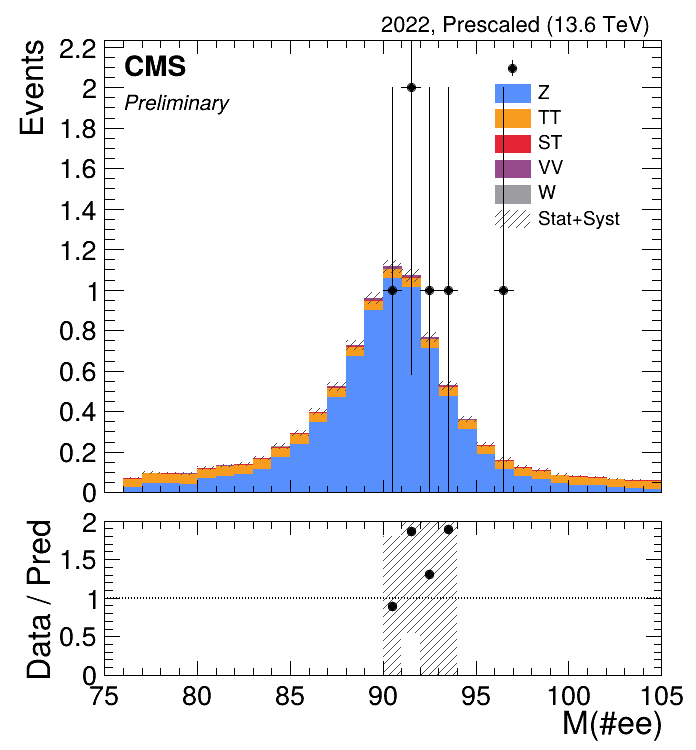 2022, Prescaled (13.6 TeV)
CMS
Preliminary
Events
2.2
2
1.8
1.6
1.4
1.2
1
0.8
0.6
0.4
0.2
0
Z
TT
ST
VV
W
Stat+Syst
Data / Pred
2
1.5
1
0.5
0
75 80 85 90 95 100 105
M(#ee)